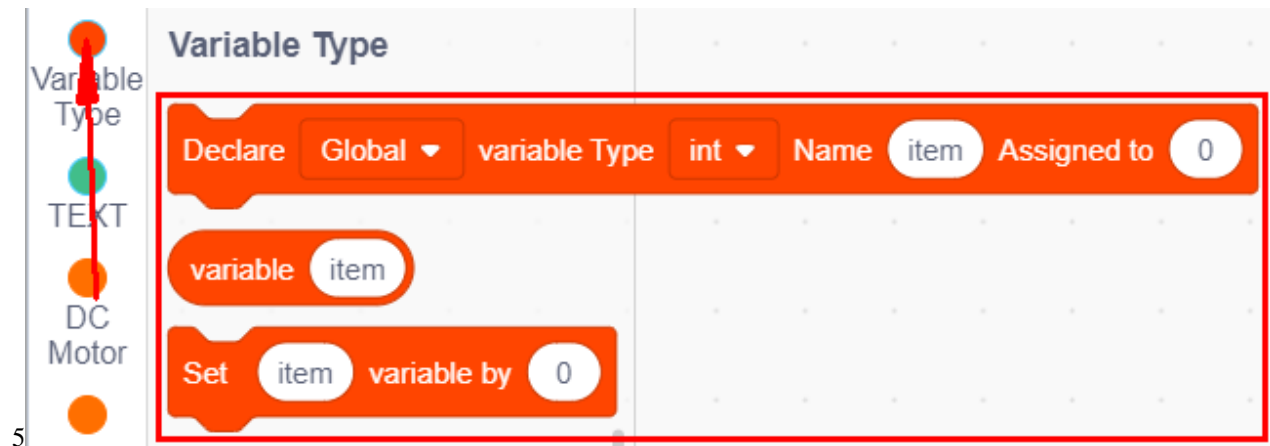 Variable Type
Variable
Type
Declare Global variable Type int Name item Assigned to 0
TEXT
variable item
DC
Motor
Set item variable by 0
5